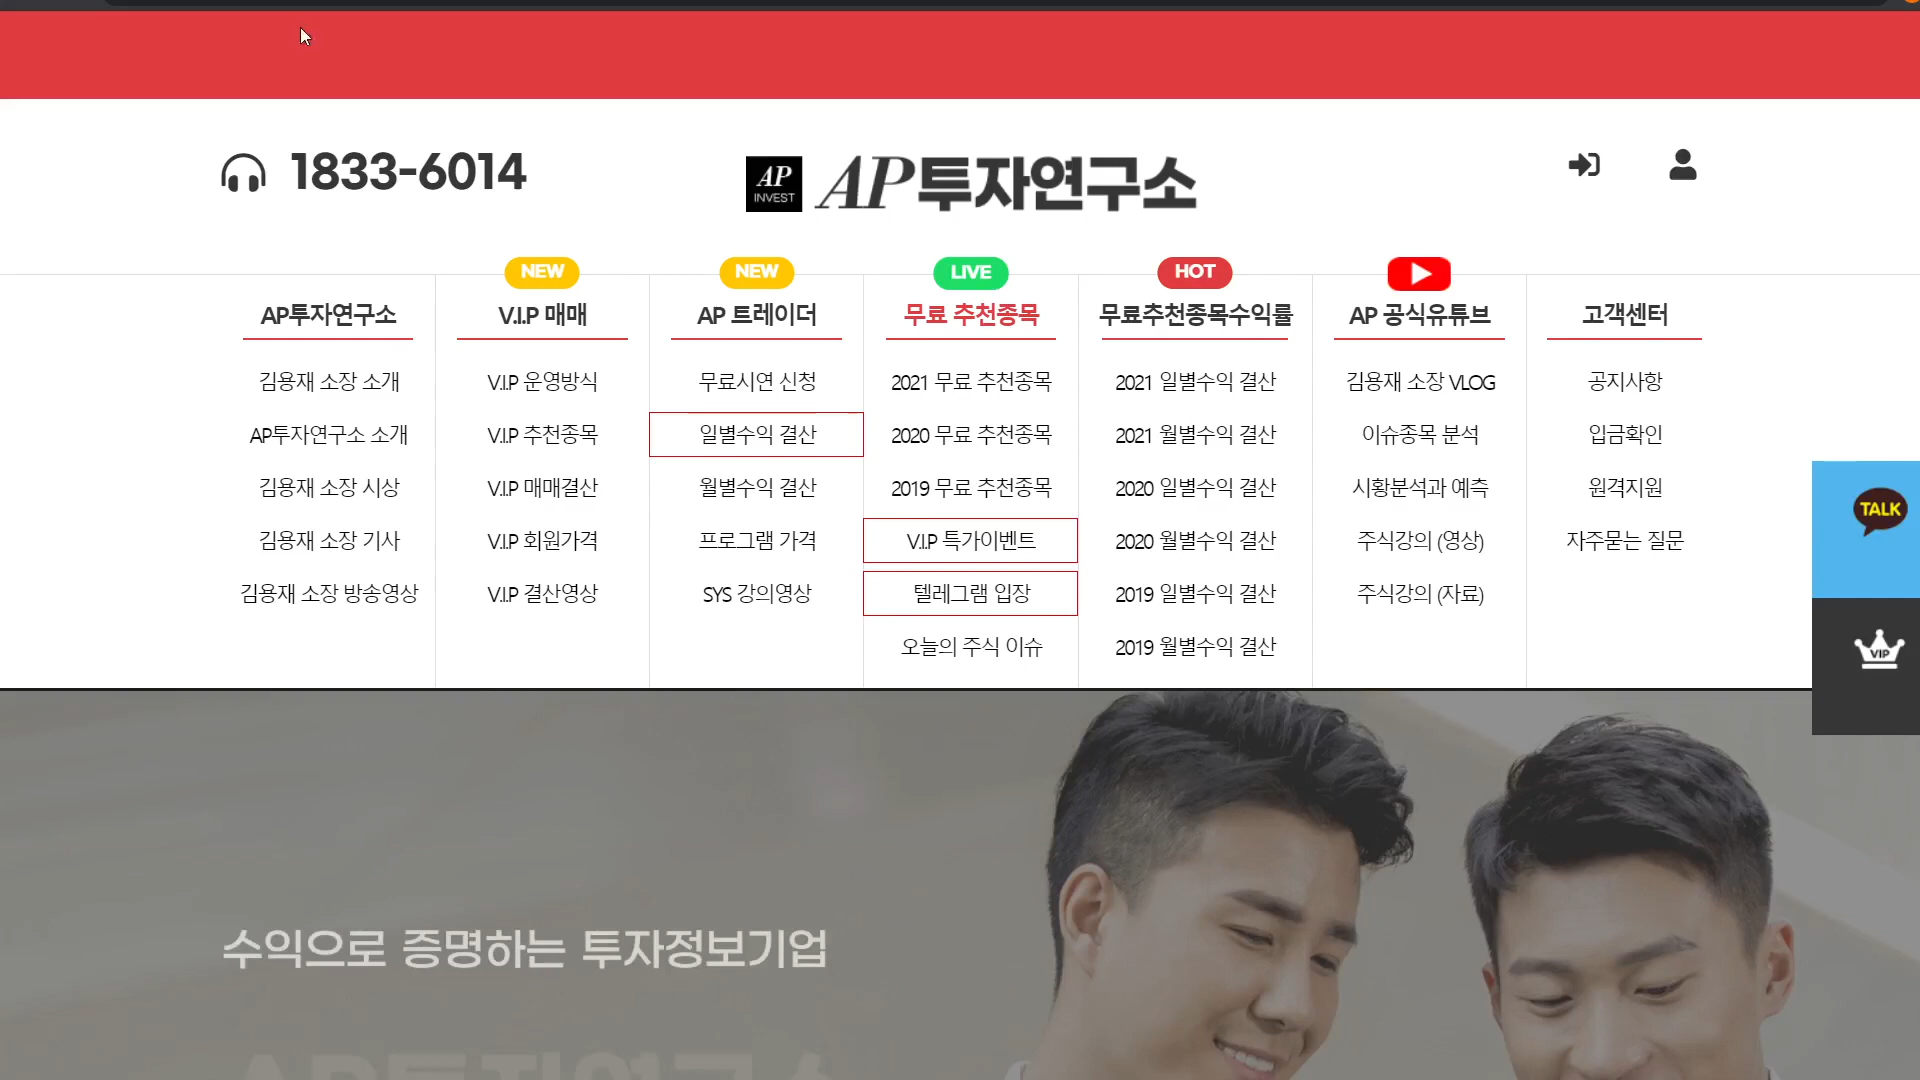 1833-6014
AP
INVEST
AP투자연구소
NEW
NEW
LIVE
HOT
AP투자연구소
V.I.P 매매
AP 트레이더
무료 추천종목
무료추천종목수익률
AP 공식유튜브
고객센터
김용재 소장 소개
V.I.P 운영방식
무료시연 신청
2021 무료 추천종목
2021 일별수익 결산
김용재 소장 VLOG
공지사항
AP투자연구소 소개
V.I.P 추천종목
일별수익 결산
2020 무료 추천종목
2021 월별수익 결산
이슈종목 분석
입금확인
김용재 소장 시상
V.I.P 매매결산
월별수익 결산
2019 무료 추천종목
2020 일별수익 결산
시황분석과 예측
원격지원
김용재 소장 기사
V.I.P 회원가격
프로그램 가격
V.I.P 특가이벤트
2020 월별수익 결산
주식강의 (영상)
자주묻는 질문
김용재 소장 방송영상
V.I.P 결산영상
SYS 강의영상
텔레그램 입장
2019 일별수익 결산
주식강의 (자료)
오늘의 주식 이슈
2019 월별수익 결산
TALK
VIP
수익으로 증명하는 투자정보기업
AP투자연구소